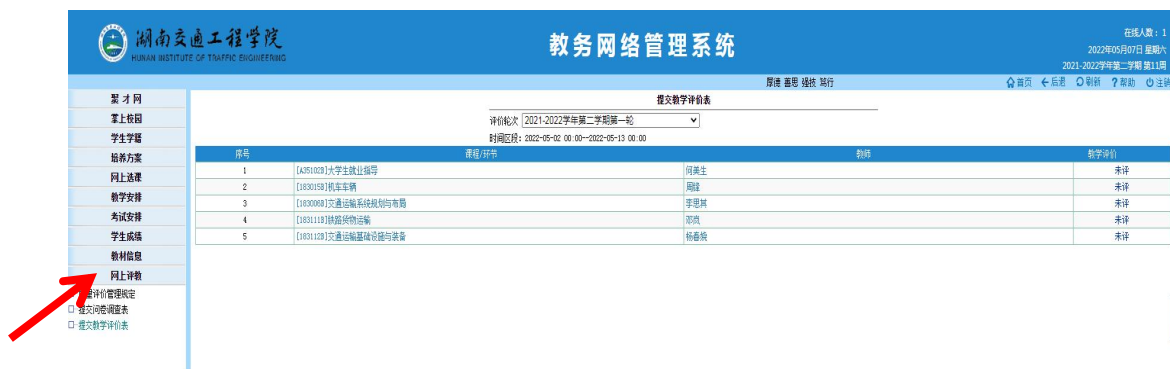 湖南交通工程学院
HUNAN INSTITUTE OF TRAFFIC ENGINEERING
教务网络管理系统
在线人数：1
2022年05月07日 星期六
2021-2022学年第二学期 第11周
厚德 善思 强技 笃行
首页 后退 刷新 ?帮助 注销
聚才网
掌上校园
学生学籍
培养方案
网上选课
教学安排
考试安排
学生成绩
教材信息
网上评教
评价管理规定
提交问卷调查表
提交教学评价表
提交教学评价表
评价轮次 2021-2022学年第二学期第一轮
时间区段：2022-05-02 00:00--2022-05-13 00:00
序号 课程/环节 教师 教学评价
1 [A35102B]大学生就业指导 何美生 未评
2 [183015B]机车车辆 周 未评
3 [183006B]交通运输系统规划与布局 李思其 未评
4 [183111B]铁路货物运输 邓良 未评
5 [183112B]交通运输基础设施与装备 杨春 未评